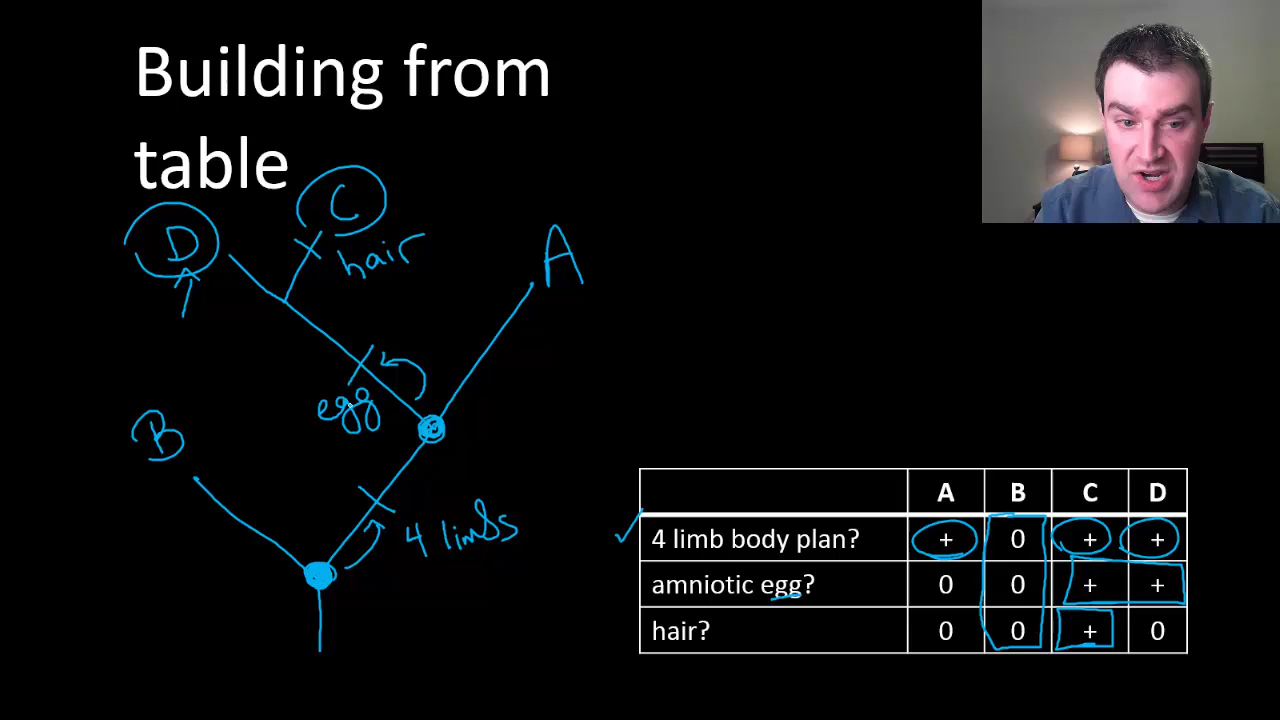 Building from
table
C
D
hair
A
egg
B
4 limbs
A B C D
4 limb body plan? + 0 + +
amniotic egg? 0 0 + +
hair? 0 0 + 0